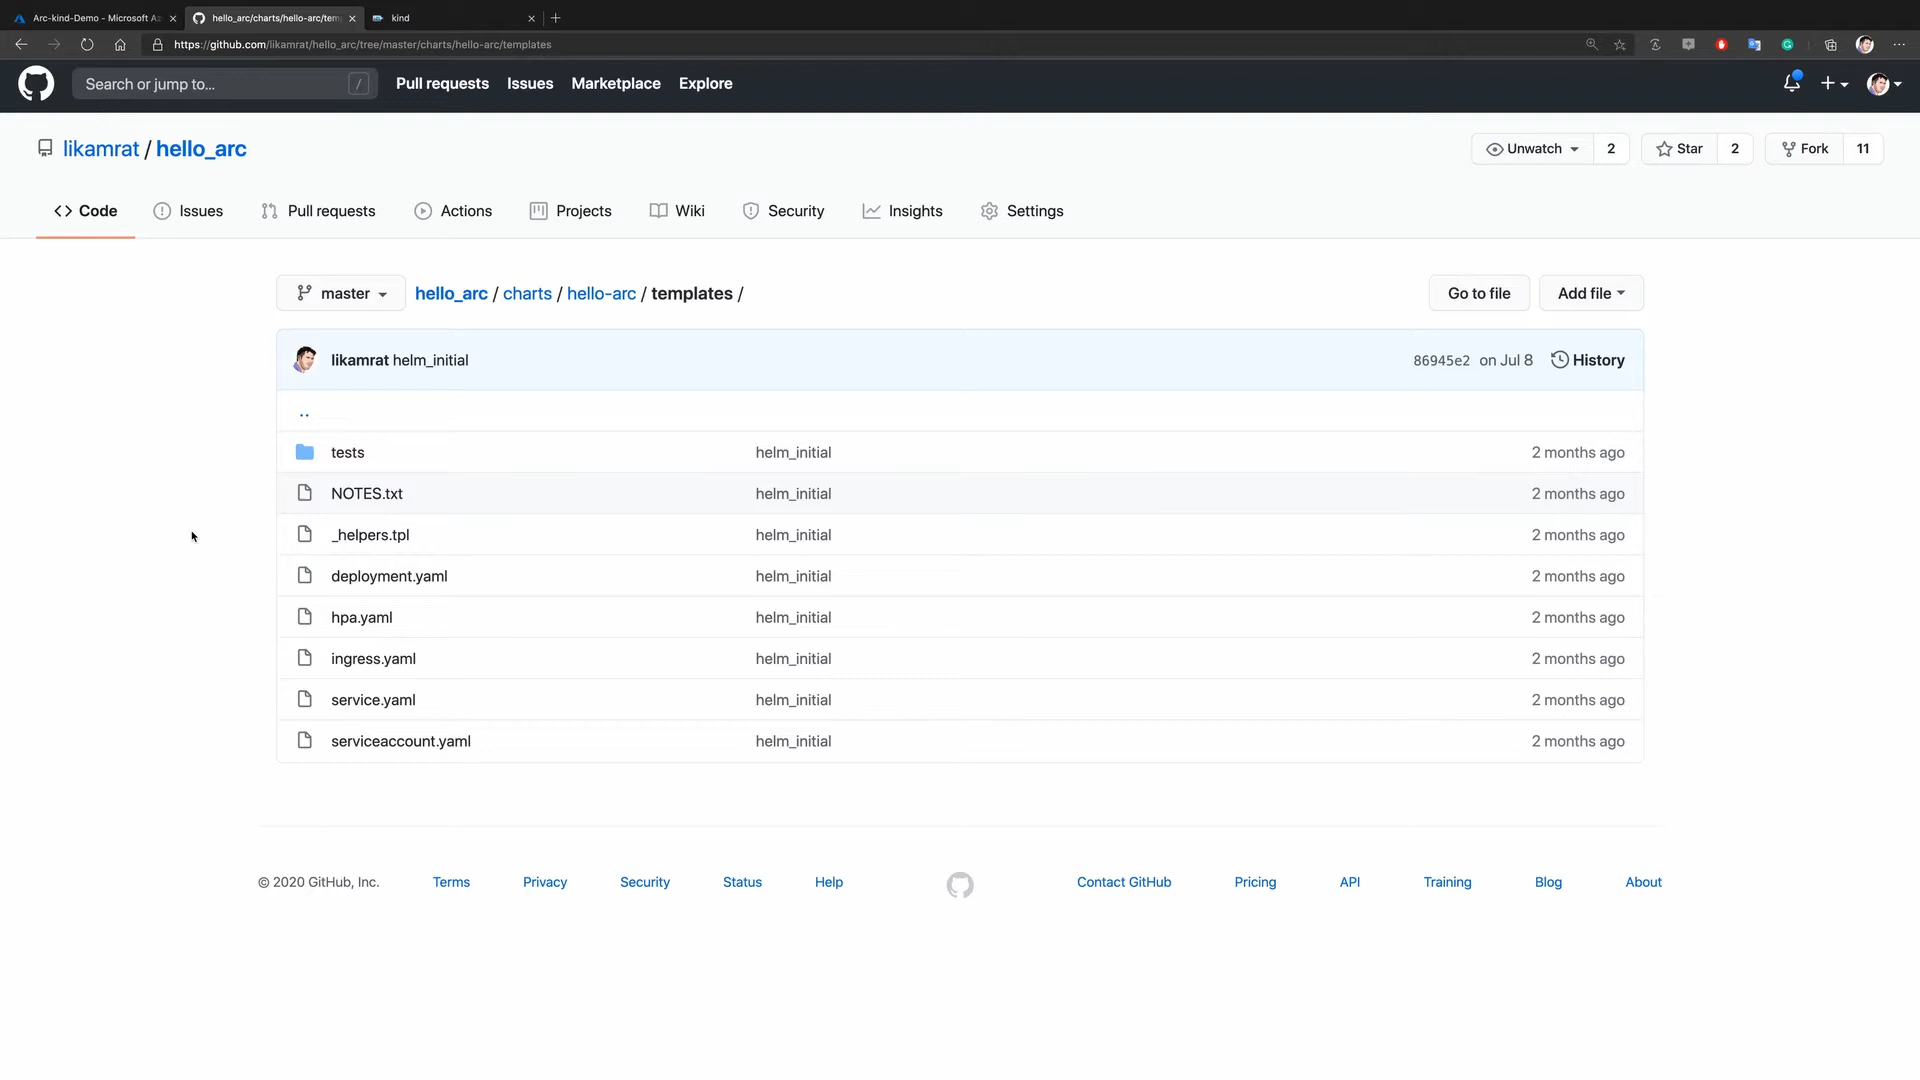 Arc-kind-Demo - Microsoft Az
hello_arc/charts/hello-arc/temp
kind
https://github.com/likamrat/hello_arc/tree/master/charts/hello-arc/templates
Search or jump to...
/
Pull requests
Issues
Marketplace
Explore
likamrat / hello_arc
Unwatch
2
Star
2
Fork
11
Code
Issues
Pull requests
Actions
Projects
Wiki
Security
Insights
Settings
master
hello_arc / charts / hello-arc / templates /
Go to file
Add file
likamrat helm_initial
86945e2 on Jul 8
History
..
tests helm_initial 2 months ago
NOTES.txt helm_initial 2 months ago
_helpers.tpl helm_initial 2 months ago
deployment.yaml helm_initial 2 months ago
hpa.yaml helm_initial 2 months ago
ingress.yaml helm_initial 2 months ago
service.yaml helm_initial 2 months ago
serviceaccount.yaml helm_initial 2 months ago
© 2020 GitHub, Inc.
Terms
Privacy
Security
Status
Help
Contact GitHub
Pricing
API
Training
Blog
About